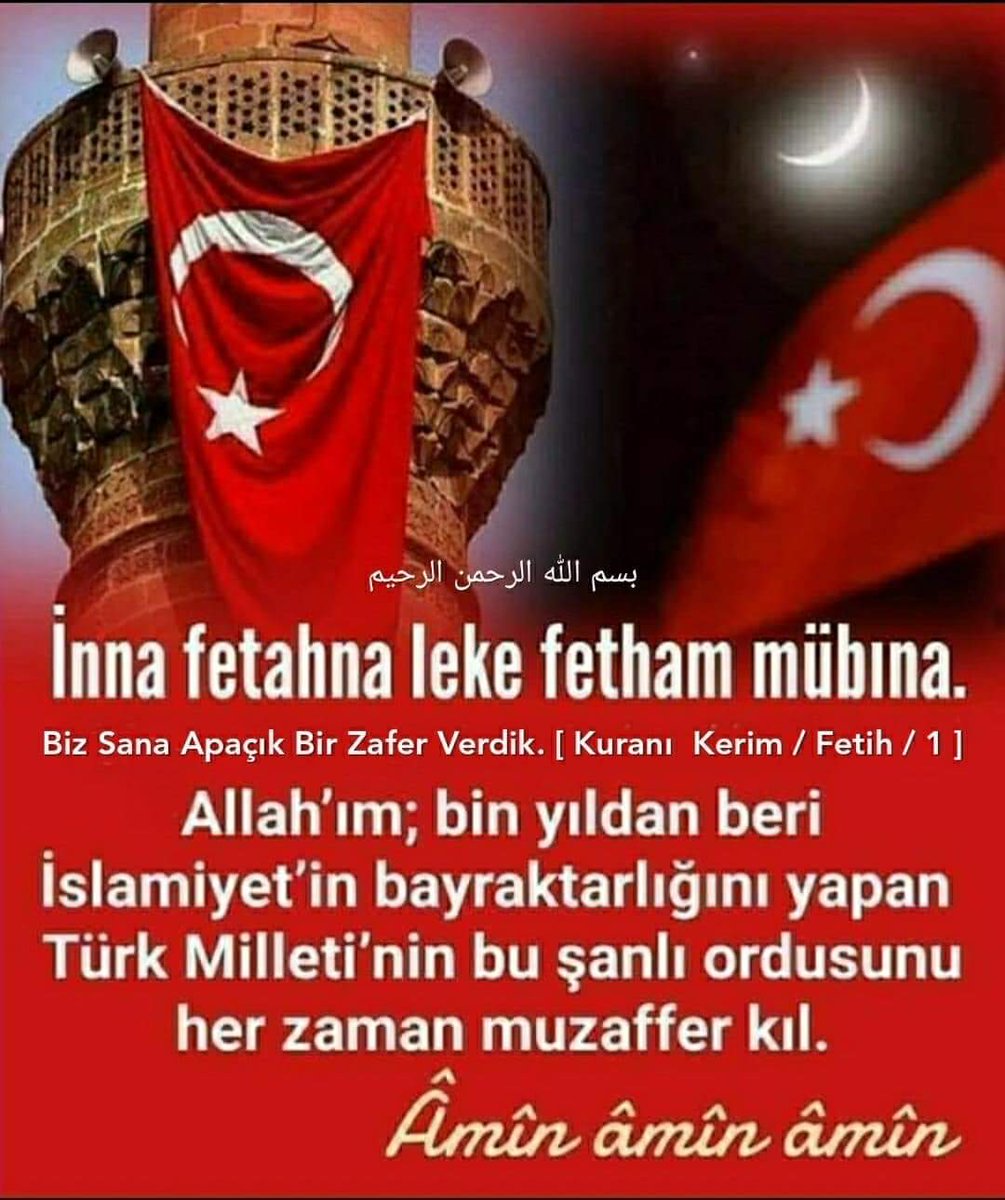 بسم الله الرحمن الرحيم
İnna fetahna leke fetham mübına.
Biz Sana Apaçık Bir Zafer Verdik. [ Kuranı Kerim / Fetih / 1 ]
Allah'ım; bin yıldan beri
İslamiyet'in bayraktarlığını yapan
Türk Milleti'nin bu şanlı ordusunu
her zaman muzaffer kıl.
Âmîn âmîn âmîn